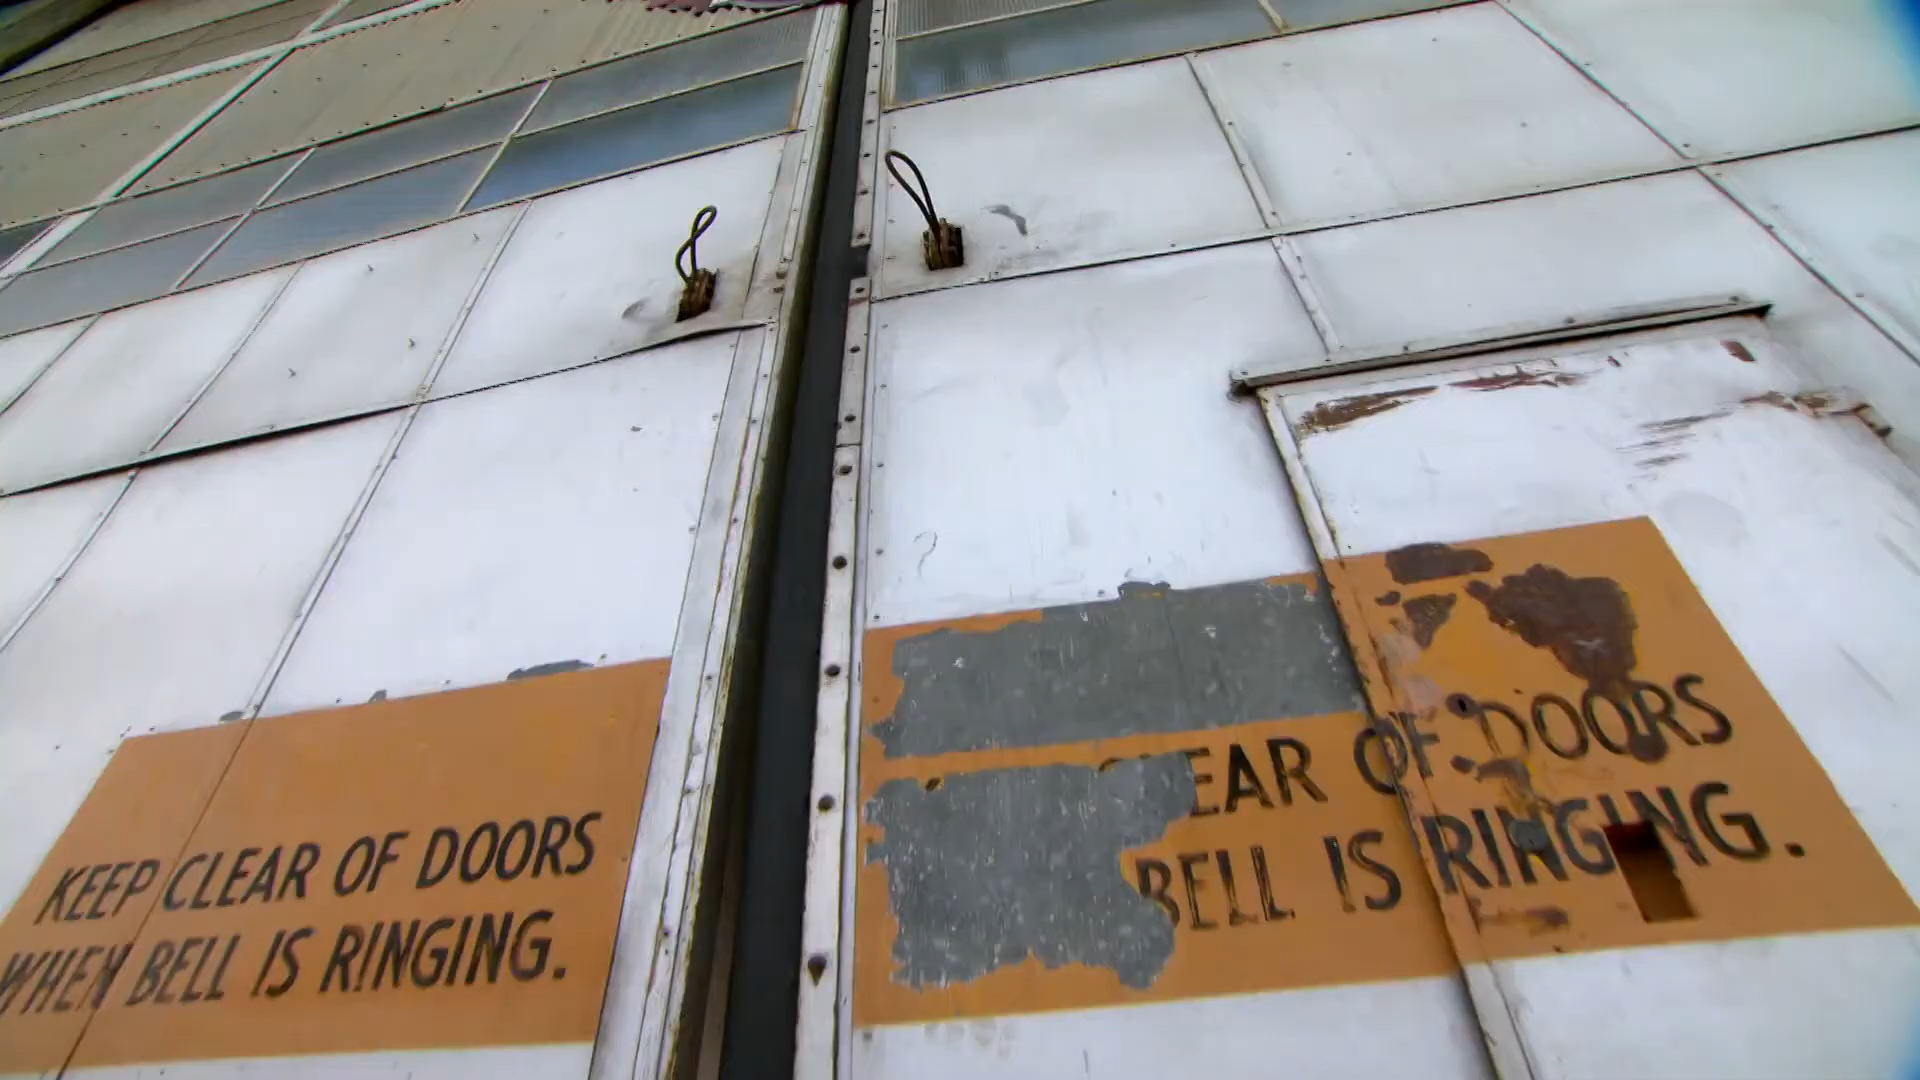 KEEP CLEAR OF DOORS
WHEN BELL IS RINGING.
EAR OF DOORS
BELL IS RINGING.